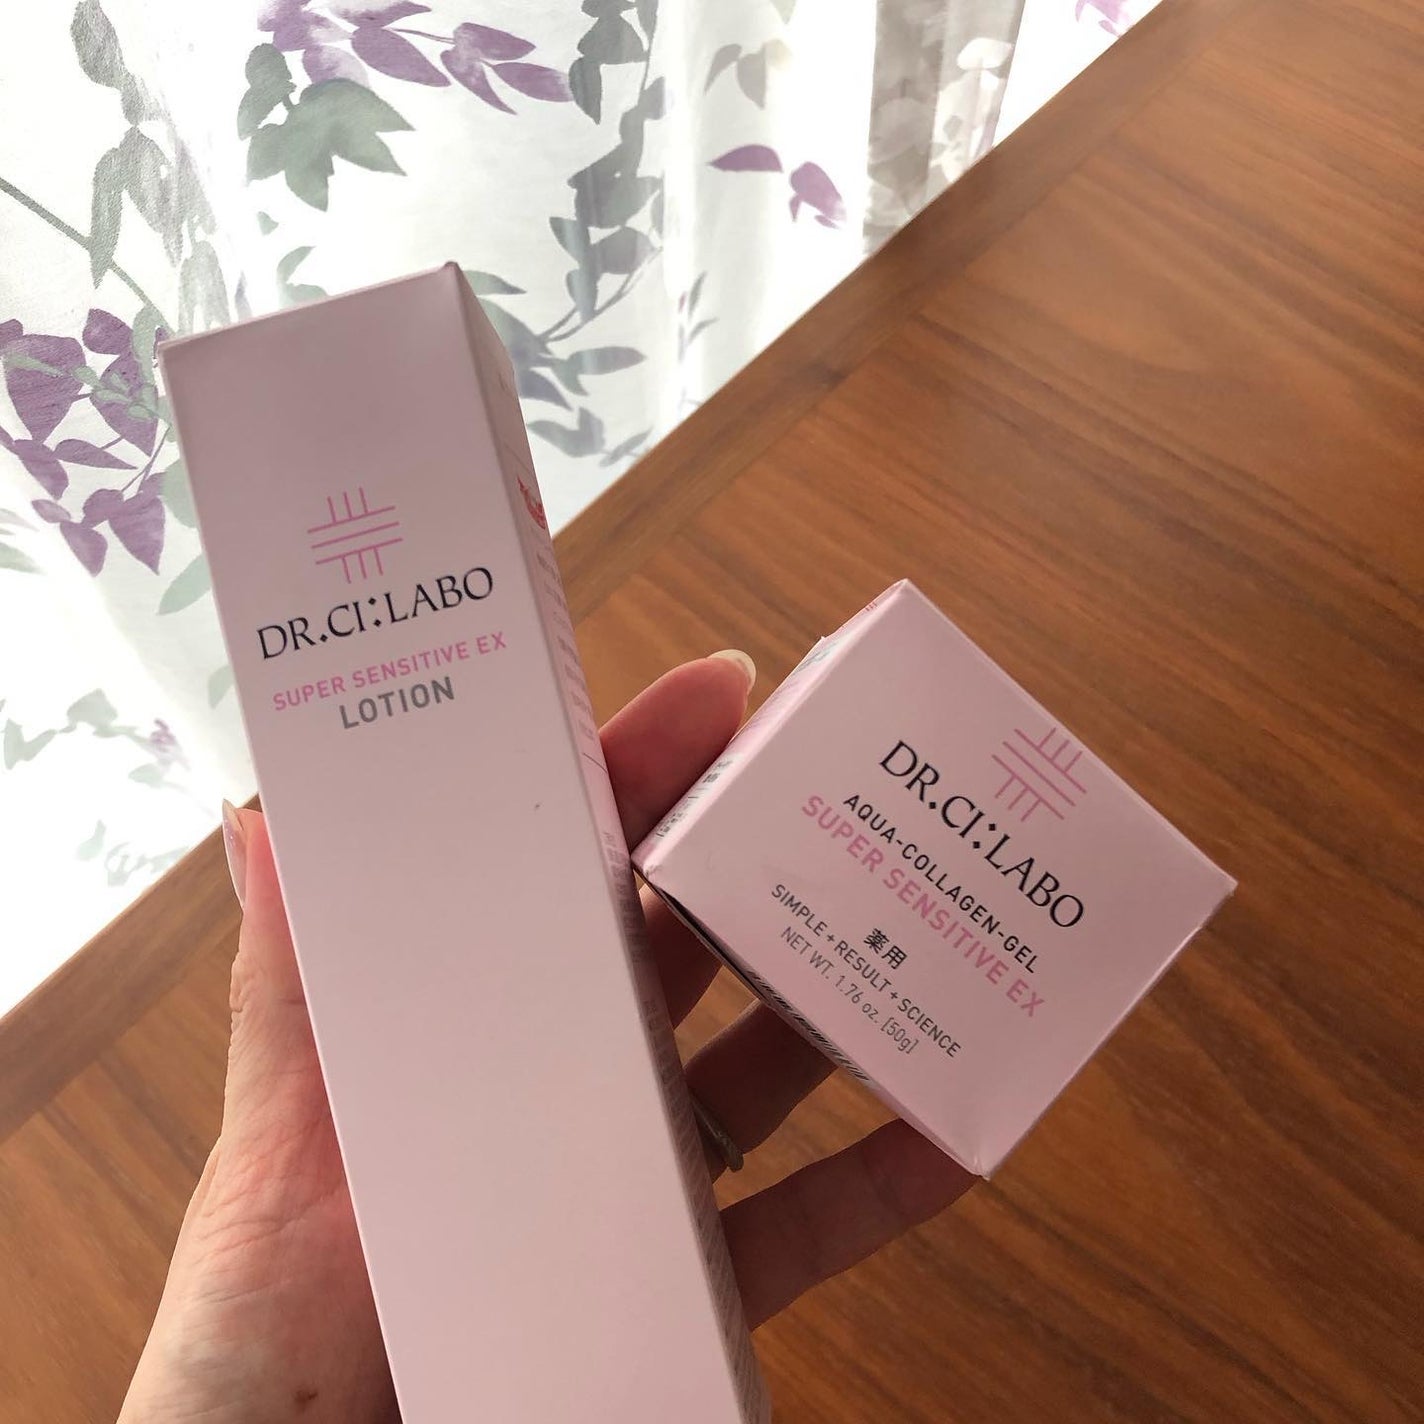 DR.CI:LABO
SUPER SENSITIVE EX
LOTION
DR.CI:LABO
AQUA-COLLAGEN-GEL
SUPER SENSITIVE EX
薬用
SIMPLE+RESULT+SCIENCE
NET WT. 1.76 oz. [50g]